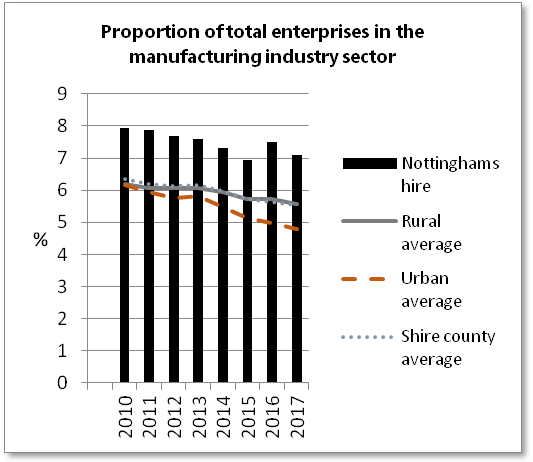 Proportion of total enterprises in the
manufacturing industry sector
9
8
7
6
5
4
3
2
1
0
%
2010
2011
2012
2013
2014
2015
2016
2017
Nottinghams
hire
Rural
average
Urban
average
Shire county
average